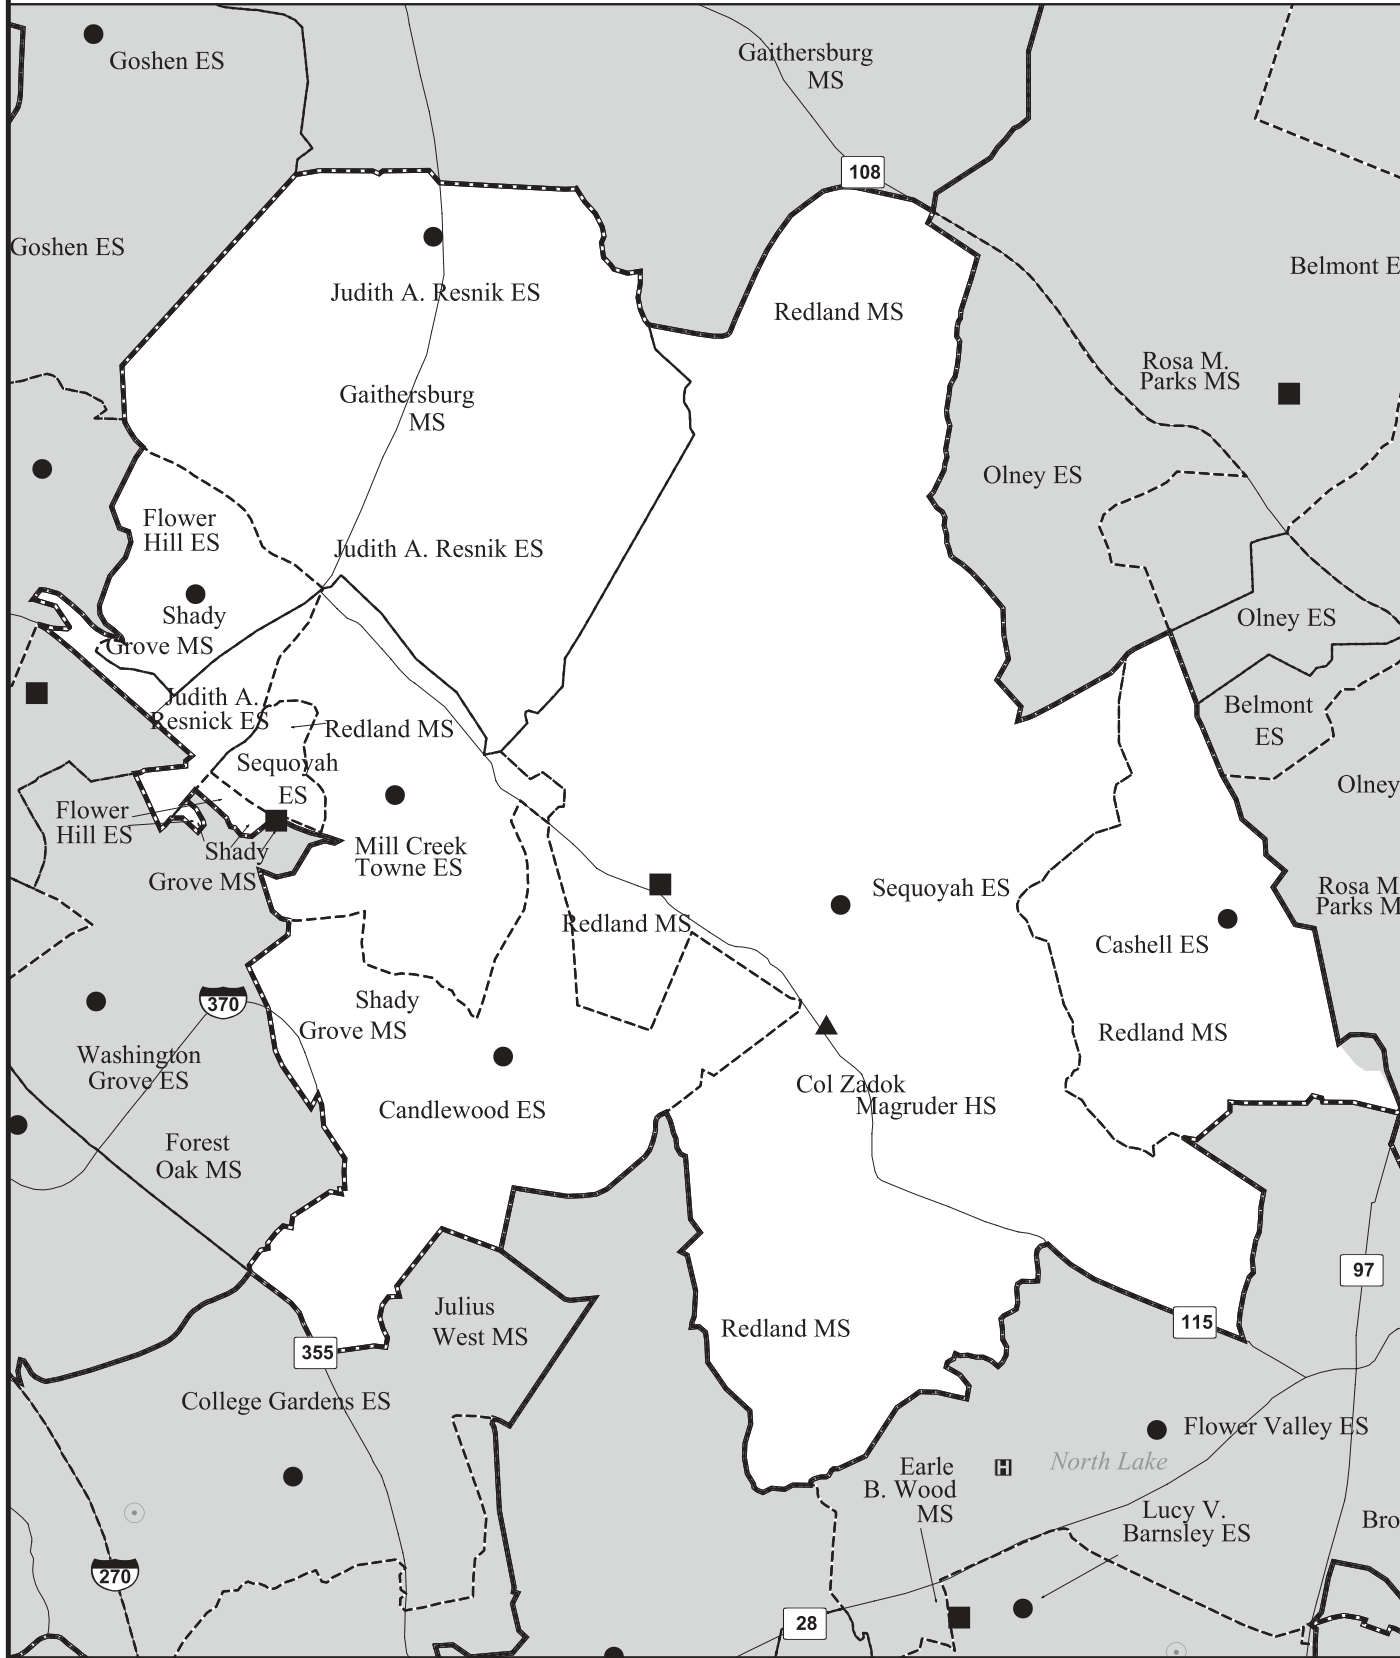 Goshen ES
Gaithersburg
MS
108
Goshen ES
Belmont E
Judith A. Resnik ES
Redland MS
Rosa M.
Parks MS
Gaithersburg
MS
Olney ES
Flower
Hill ES
Judith A. Resnik ES
Shady
Grove MS
Olney ES
Judith A.
Resnick ES
Redland MS
Belmont
ES
Sequoyah
ES
Olney
Flower
Hill ES
Shady
Grove MS
Mill Creek
Towne ES
Sequoyah ES
Rosa M
Parks M
Redland MS
Cashell ES
370
Shady
Grove MS
Redland MS
Washington
Grove ES
Col Zadok
Magruder HS
Candlewood ES
Forest
Oak MS
97
Julius
West MS
Redland MS
115
355
College Gardens ES
Flower Valley ES
Earle
B. Wood
MS
H
North Lake
Lucy V.
Barnsley ES
Bro
270
28